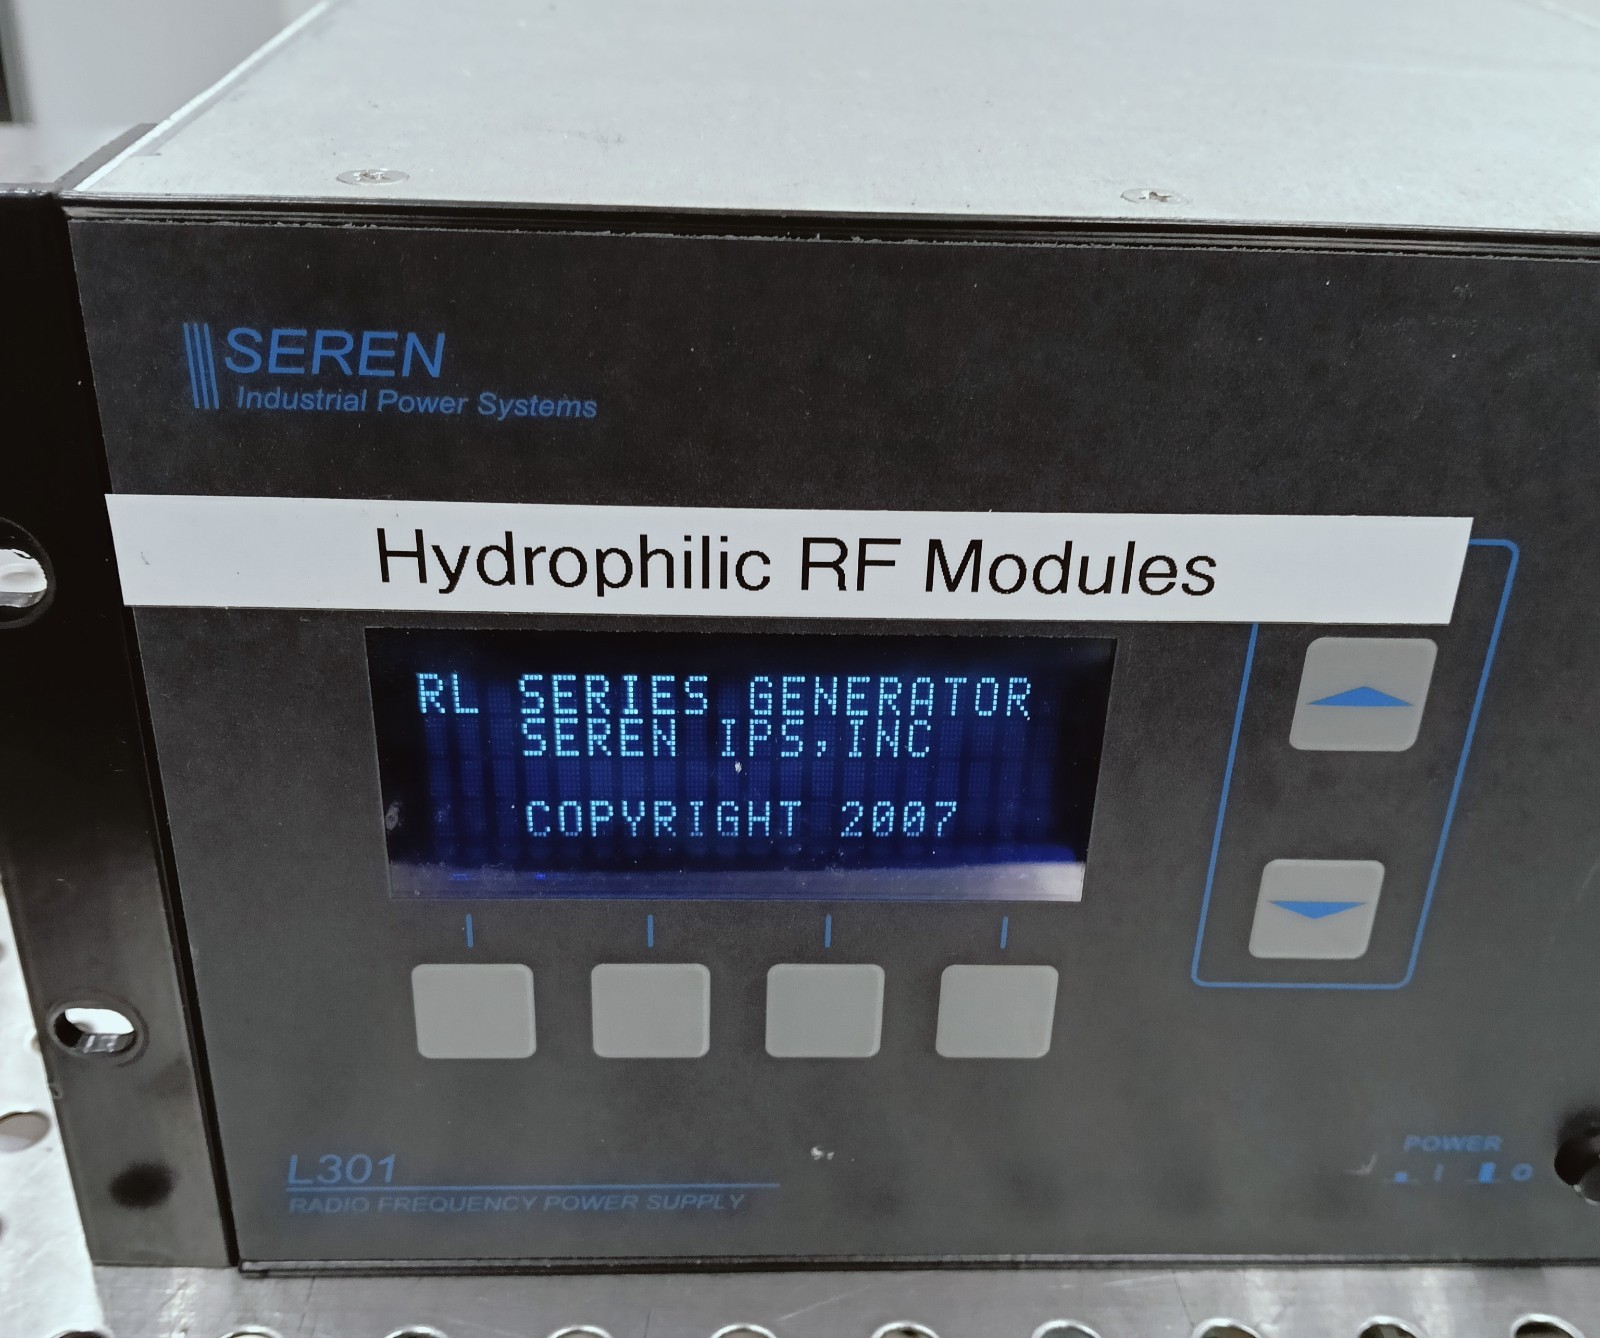 SEREN
Industrial Power Systems
Hydrophilic RF Modules
RL SERIES GENERATOR
SEREN IPS,INC
COPYRIGHT 2007
L301
RADIO FREQUENCY POWER SUPPLY
POWER